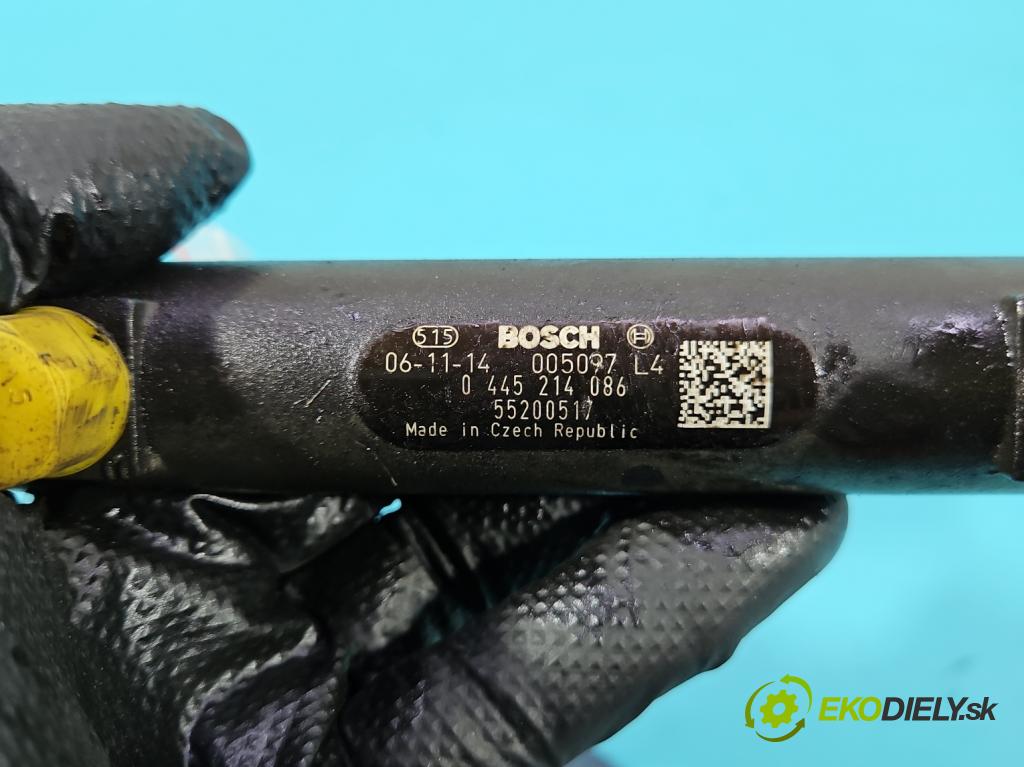 515 BOSCH
06-11-14 005097 L4
0 445 214 086
55200517
Made in Czech Republic
EKODIELY.sk